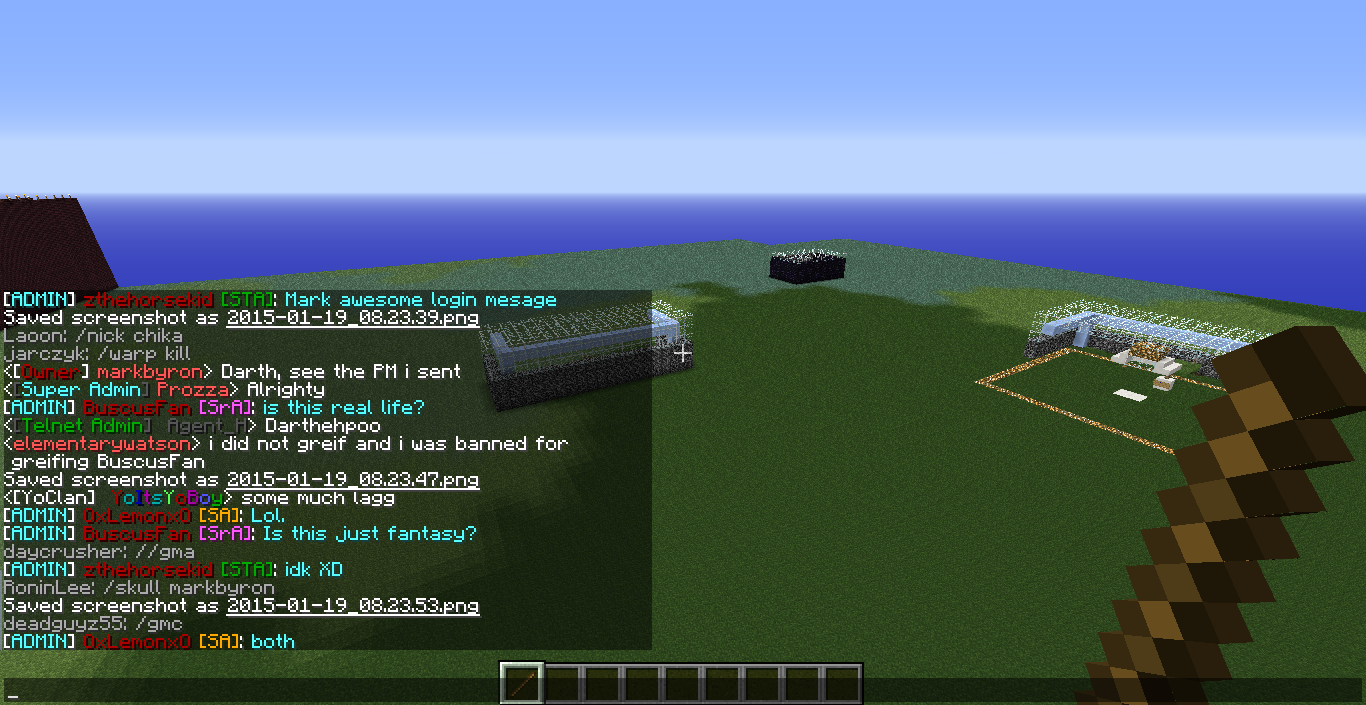 [ADMIN] zthehorsekid [STA]: Mark awesome login mesage
Saved screenshot as 2015-01-19_08.23.39.png
Laoon: /nick chika
jarczyk: /warp kill
<[Owner] markbyron> Darth, see the PM i sent
<[Super Admin] Prozza> Alrighty
[ADMIN] BuscusFan [SrA]: is this real life?
<[Telnet Admin] Agent_H> Darthehpoo
<elementarywatson> i did not greif and i was banned for
greifing BuscusFan
Saved screenshot as 2015-01-19_08.23.47.png
<[YoClan] YoItsYoBoy> some much lagg
[ADMIN] 0xLemonx0 [SA]: Lol.
[ADMIN] BuscusFan [SrA]: Is this just fantasy?
daycrusher: //gma
[ADMIN] zthehorsekid [STA]: idk XD
RoninLee: /skull markbyron
Saved screenshot as 2015-01-19_08.23.53.png
deadguyz55: /gmc
[ADMIN] 0xLemonx0 [SA]: both
_